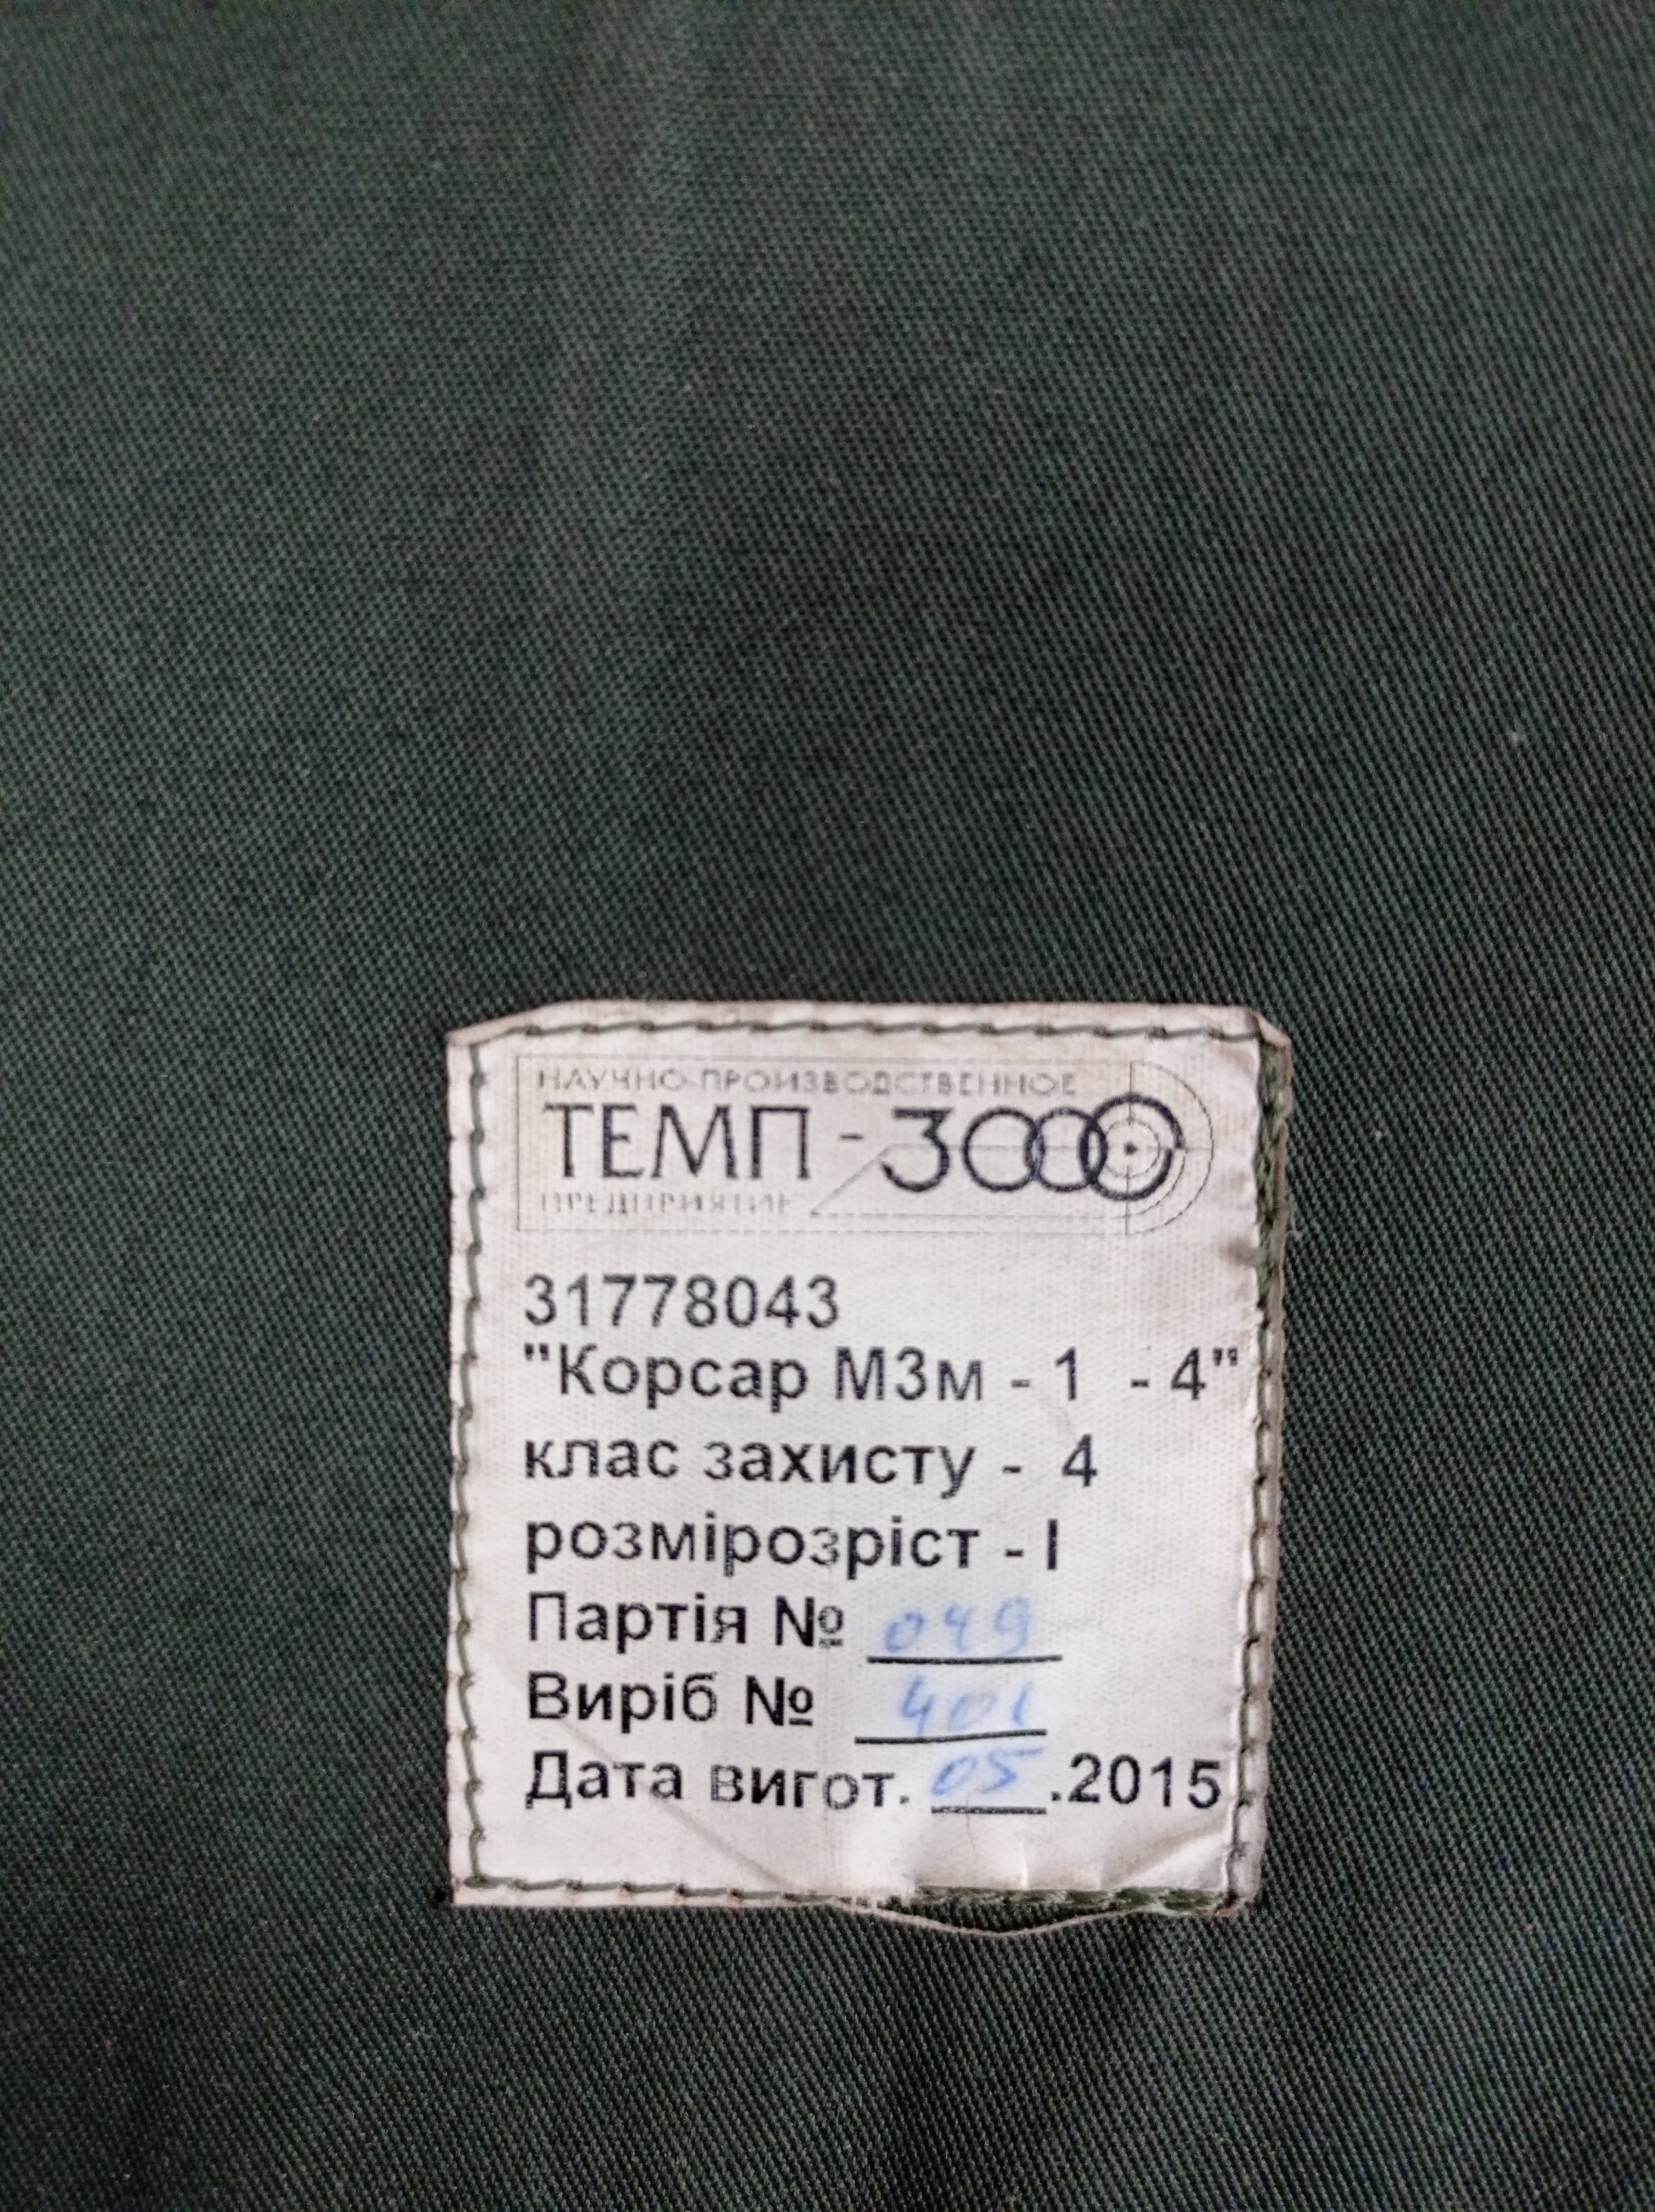 НАУЧНО-ПРОИЗВОДСТВЕННОЕ
ТЕМП - 3000
ПРЕДПРИЯТИЕ
31778043
"Корсар М3м - 1 - 4"
клас захисту - 4
розмірозріст - I
Партія № 049
Виріб № 401
Дата вигот. 05.2015